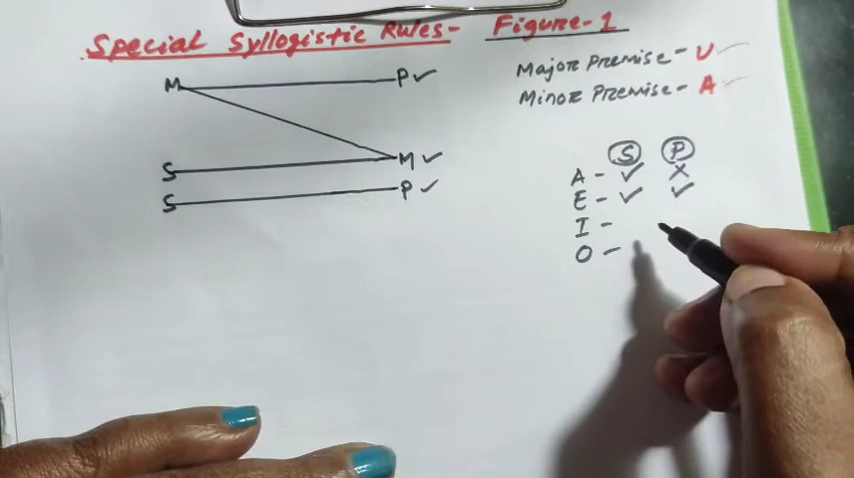 Special Syllogistic Rules- Figure-1
Major Premise- U
Minor Premise- A
M P ✓
S M ✓
S P ✓
S P
A - ✓ X
E - ✓ ✓
I -
O -